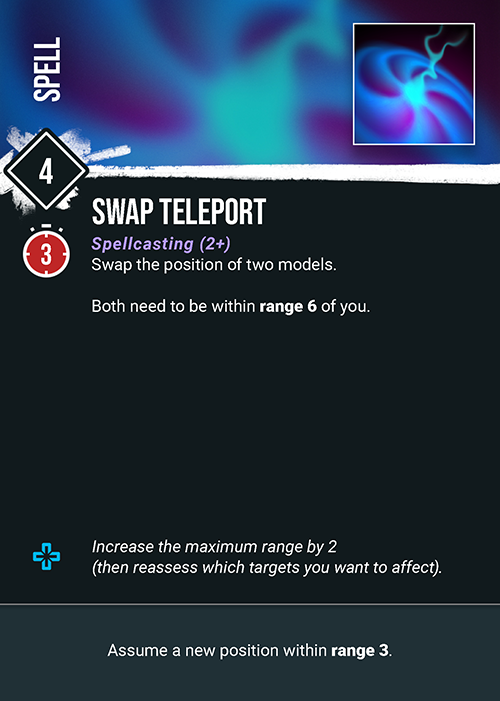 SPELL
4
SWAP TELEPORT
3
Spellcasting (2+)
Swap the position of two models.
Both need to be within range 6 of you.
Increase the maximum range by 2
(then reassess which targets you want to affect).
Assume a new position within range 3.